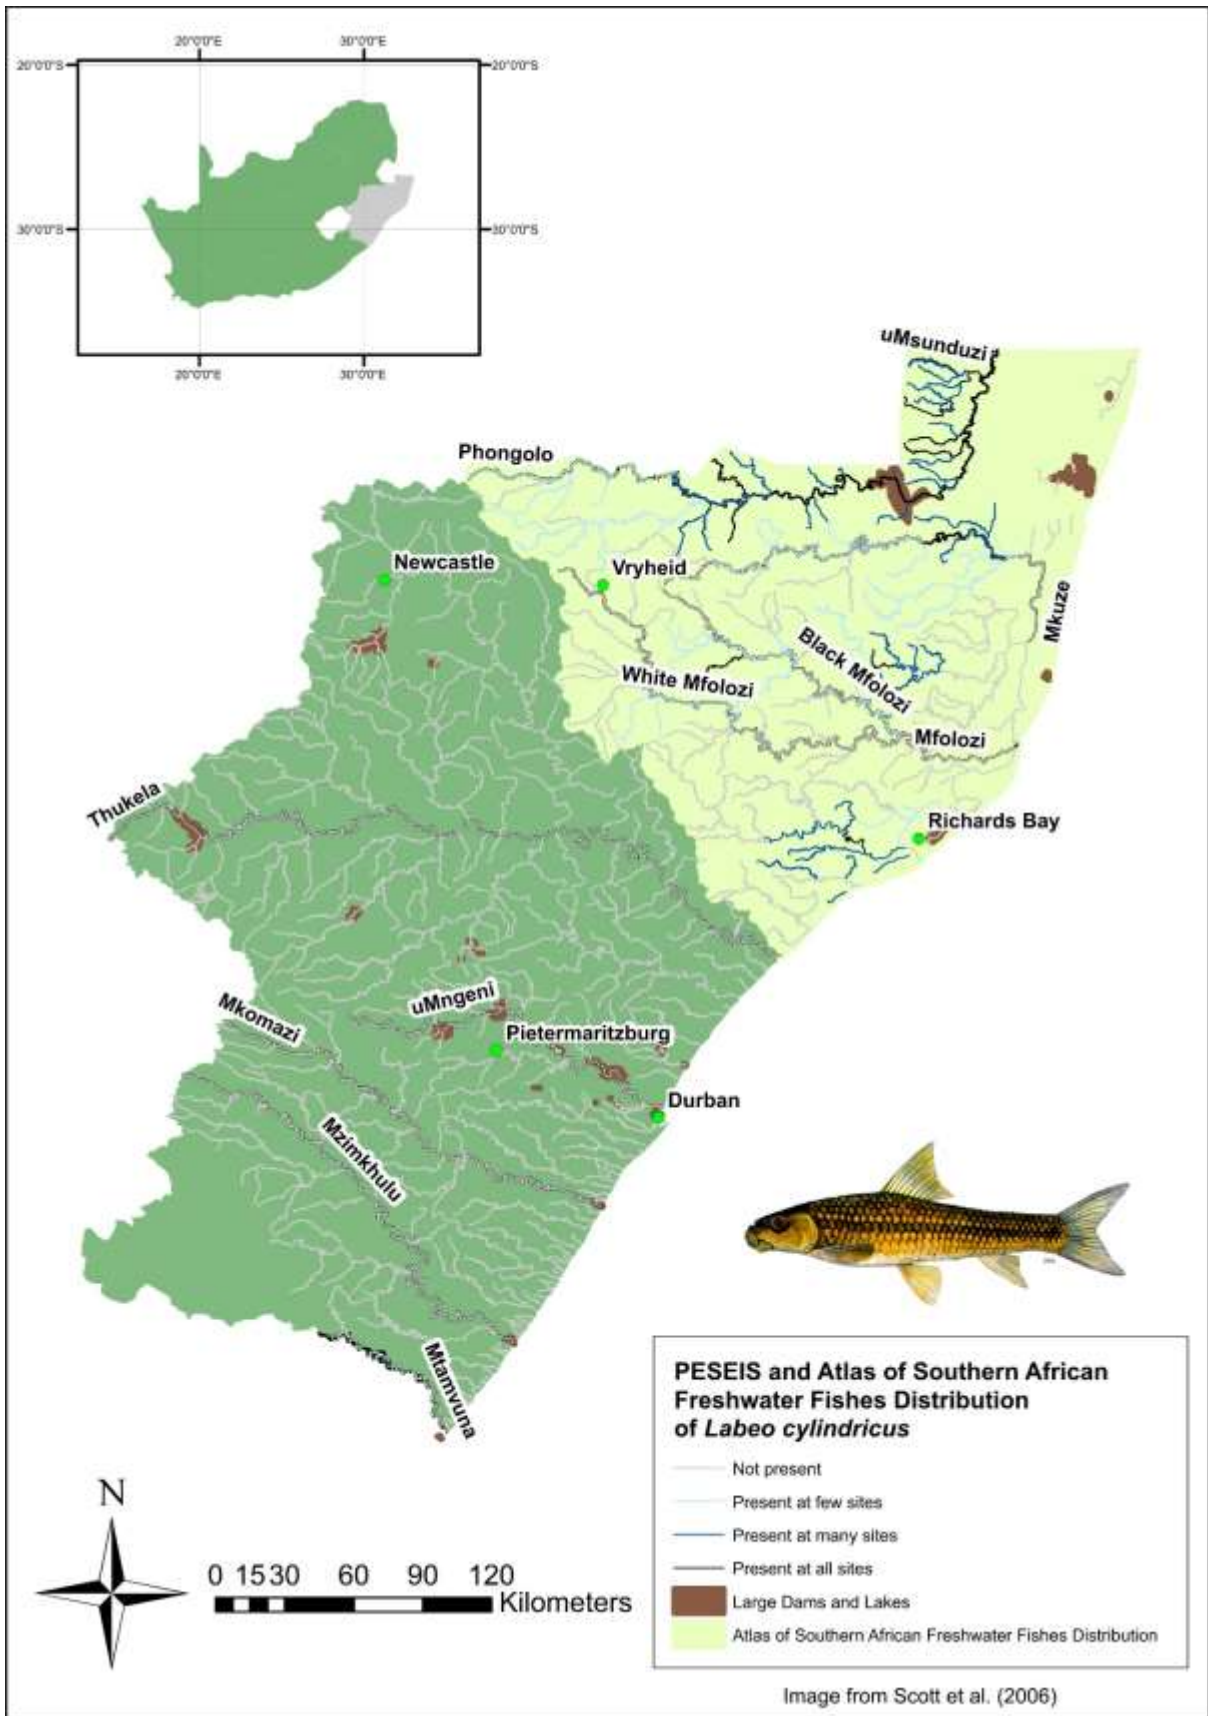 20°0'0"E 30°0'0"E
20°0'0"S 20°0'0"S
30°0'0"S 30°0'0"S
20°0'0"E 30°0'0"E
uMsunduzi
Phongolo
Newcastle
Vryheid
Mkuze
Black Mfolozi
White Mfolozi
Mfolozi
Thukela
Richards Bay
uMngeni
Mkomazi
Pietermaritzburg
Durban
Mzimkhulu
Mtamvuna
PESEIS and Atlas of Southern African
Freshwater Fishes Distribution
of Labeo cylindricus
Not present
Present at few sites
Present at many sites
Present at all sites
Large Dams and Lakes
Atlas of Southern African Freshwater Fishes Distribution
N
0 15 30 60 90 120
Kilometers
Image from Scott et al. (2006)